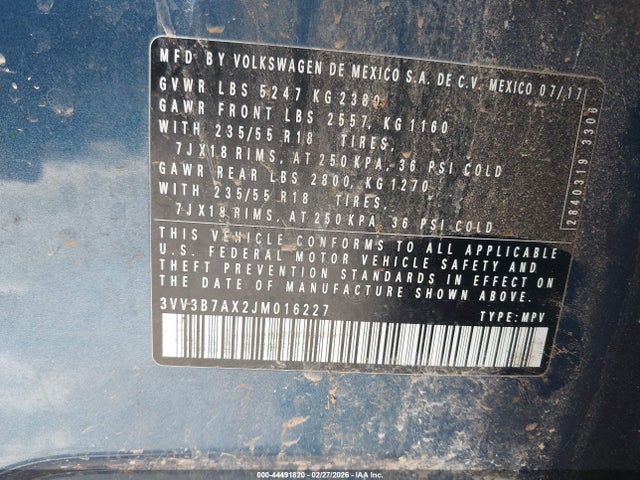 MFD BY VOLKSWAGEN DE MEXICO S.A. DE C.V. MEXICO 07/17
GVWR LBS 5247 KG 2380
GAWR FRONT LBS 2557, KG 1160
WITH 235/55 R18 TIRES,
7JX18 RIMS, AT 250 KPA, 36 PSI COLD
GAWR REAR LBS 2800, KG 1270
WITH 235/55 R18 TIRES,
7JX18 RIMS, AT 250 KPA, 36 PSI COLD
THIS VEHICLE CONFORMS TO ALL APPLICABLE
U.S. FEDERAL MOTOR VEHICLE SAFETY AND
THEFT PREVENTION STANDARDS IN EFFECT ON
THE DATE OF MANUFACTURE SHOWN ABOVE.
3VV3B7AX2JM016227 TYPE: MPV
2840319 3306
000-44491820 - 02/27/2026 - IAA Inc.